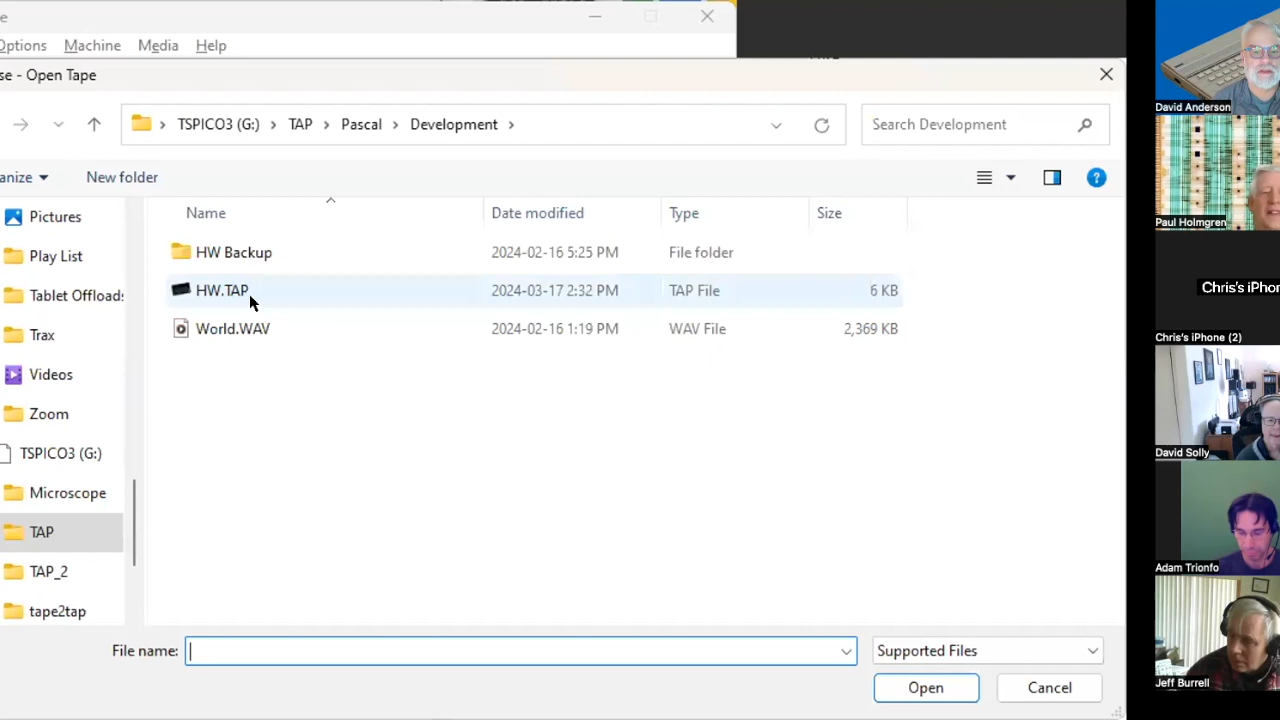 e
Options Machine Media Help
se - Open Tape
TSPICO3 (G:) TAP Pascal Development
Search Development
anize New folder
Name Date modified Type Size
Pictures
Play List
Tablet Offloads
Trax
Videos
Zoom
TSPICO3 (G:)
Microscope
TAP
TAP_2
tape2tap
HW Backup 2024-02-16 5:25 PM File folder
HW.TAP 2024-03-17 2:32 PM TAP File 6 KB
World.WAV 2024-02-16 1:19 PM WAV File 2,369 KB
File name: Supported Files
Open Cancel
David Anderson
Paul Holmgren
Chris's iPhon
Chris's iPhone (2)
David Solly
Adam Trionfo
Jeff Burrell